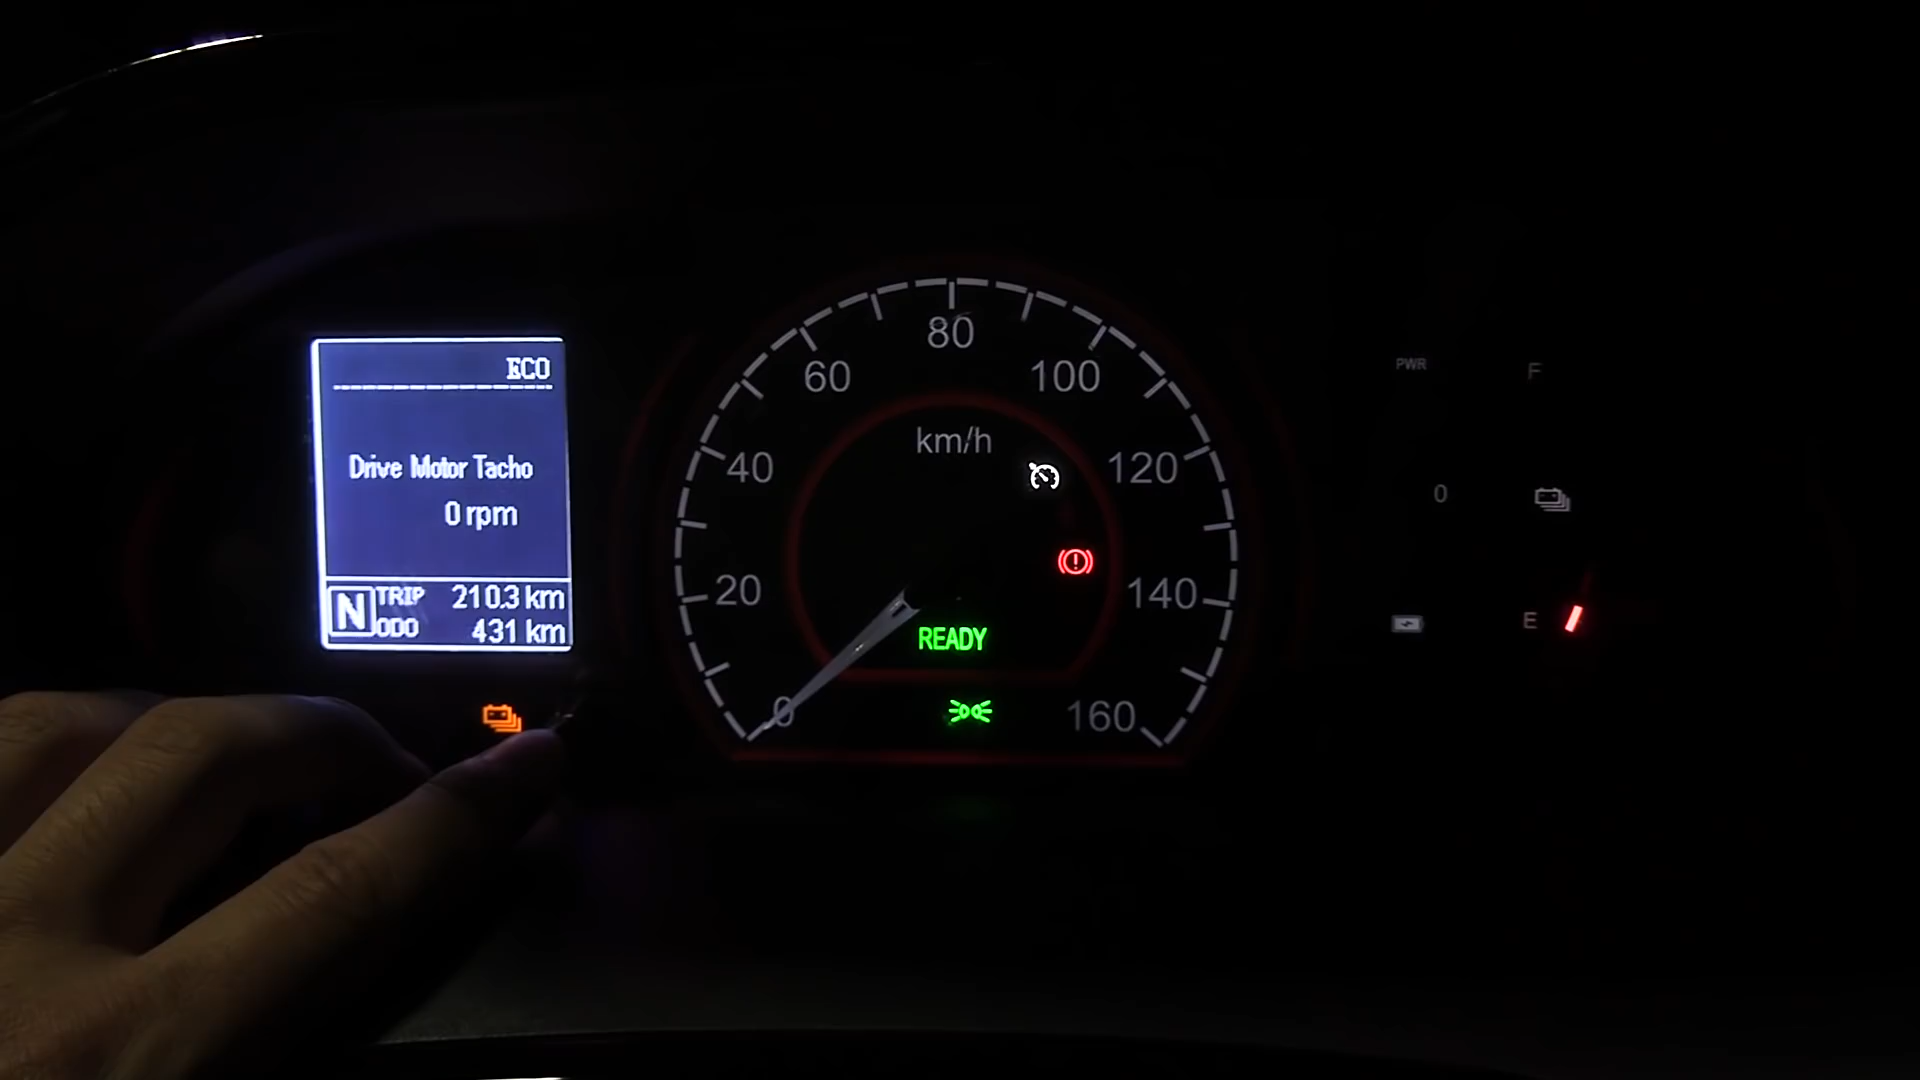 ECO
Drive Motor Tacho
0 rpm
N TRIP 210.3 km
ODO 431 km
0
20
40
60
80
100
120
140
160
km/h
READY
PWR
0
F
E